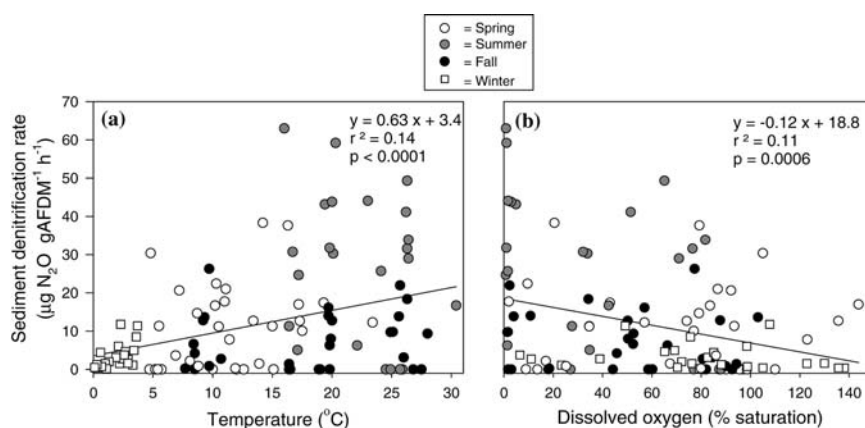 = Spring
= Summer
= Fall
= Winter
Sediment denitrification rate
(µg N₂O gAFDM⁻¹ h⁻¹)
70
60
50
40
30
20
10
0
(a)
y = 0.63 x + 3.4
r² = 0.14
p < 0.0001
0 5 10 15 20 25 30
Temperature (°C)
(b)
y = -0.12 x + 18.8
r² = 0.11
p = 0.0006
0 20 40 60 80 100 120 140
Dissolved oxygen (% saturation)